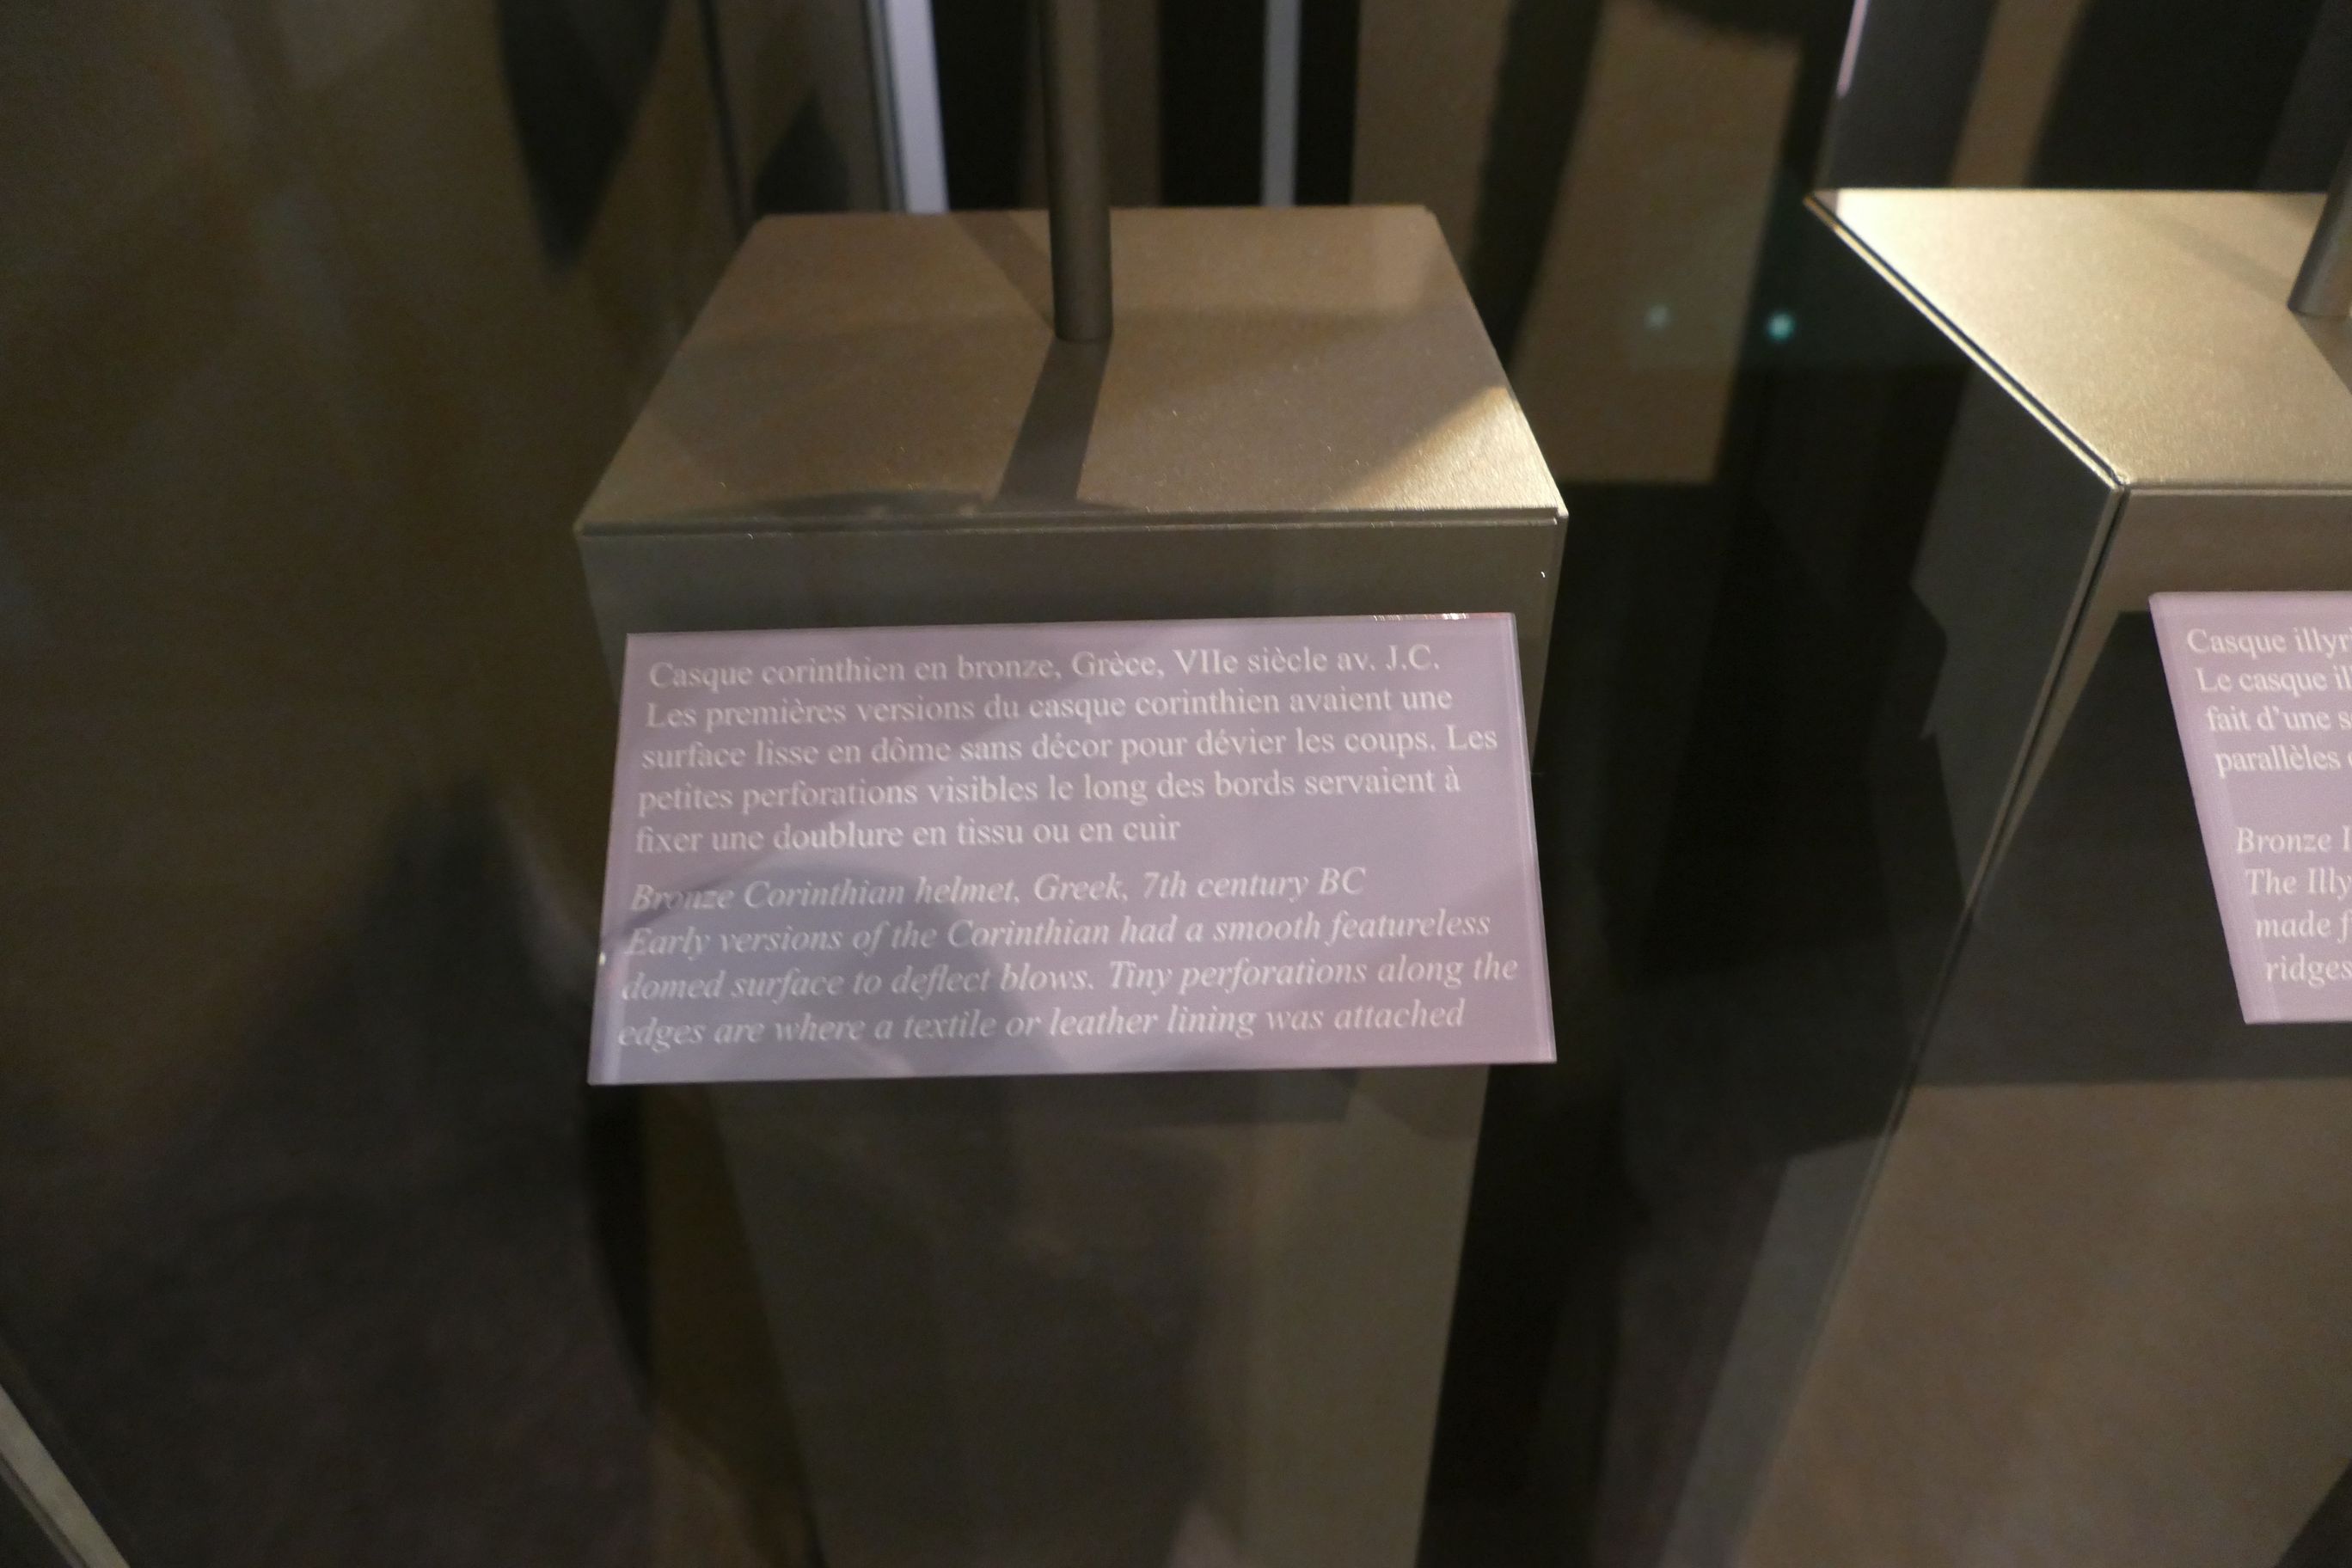 Casque corinthien en bronze, Grèce, VIIe siècle av. J.C.
Les premières versions du casque corinthien avaient une
surface lisse en dôme sans décor pour dévier les coups. Les
petites perforations visibles le long des bords servaient à
fixer une doublure en tissu ou en cuir
Bronze Corinthian helmet, Greek, 7th century BC
Early versions of the Corinthian had a smooth featureless
domed surface to deflect blows. Tiny perforations along the
edges are where a textile or leather lining was attached
Casque
Le casque
fait d'une
parallèles
Bronze
The
made
ridges